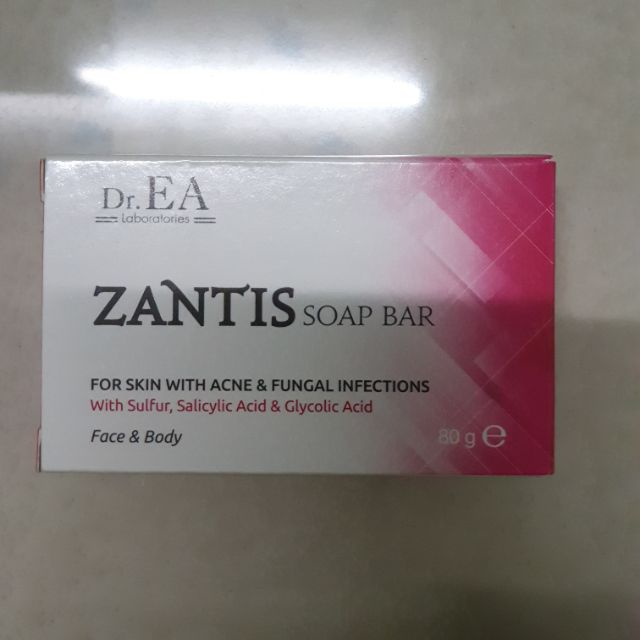 Dr. EA
Laboratories
ZANTIS SOAP BAR
FOR SKIN WITH ACNE & FUNGAL INFECTIONS
With Sulfur, Salicylic Acid & Glycolic Acid
Face & Body
80 g ℮